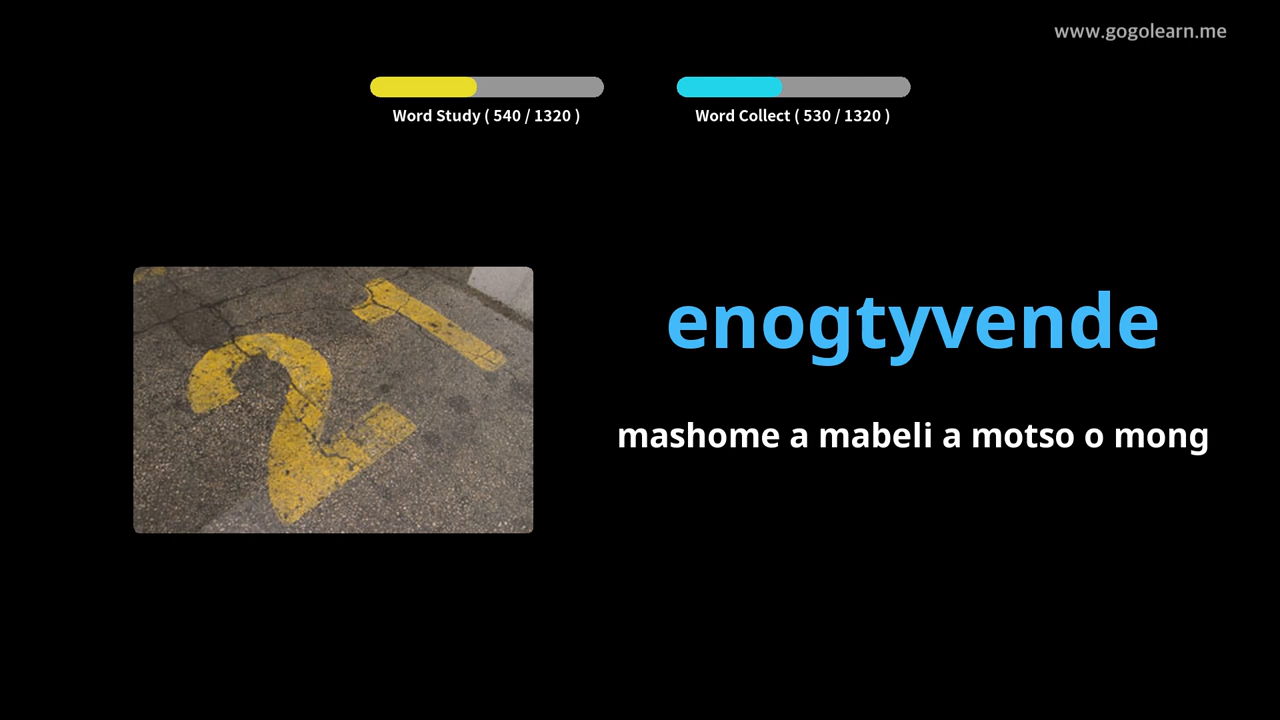 www.gogolearn.me
Word Study ( 540 / 1320 )
Word Collect ( 530 / 1320 )
21
enogtyvende
mashome a mabeli a motso o mong